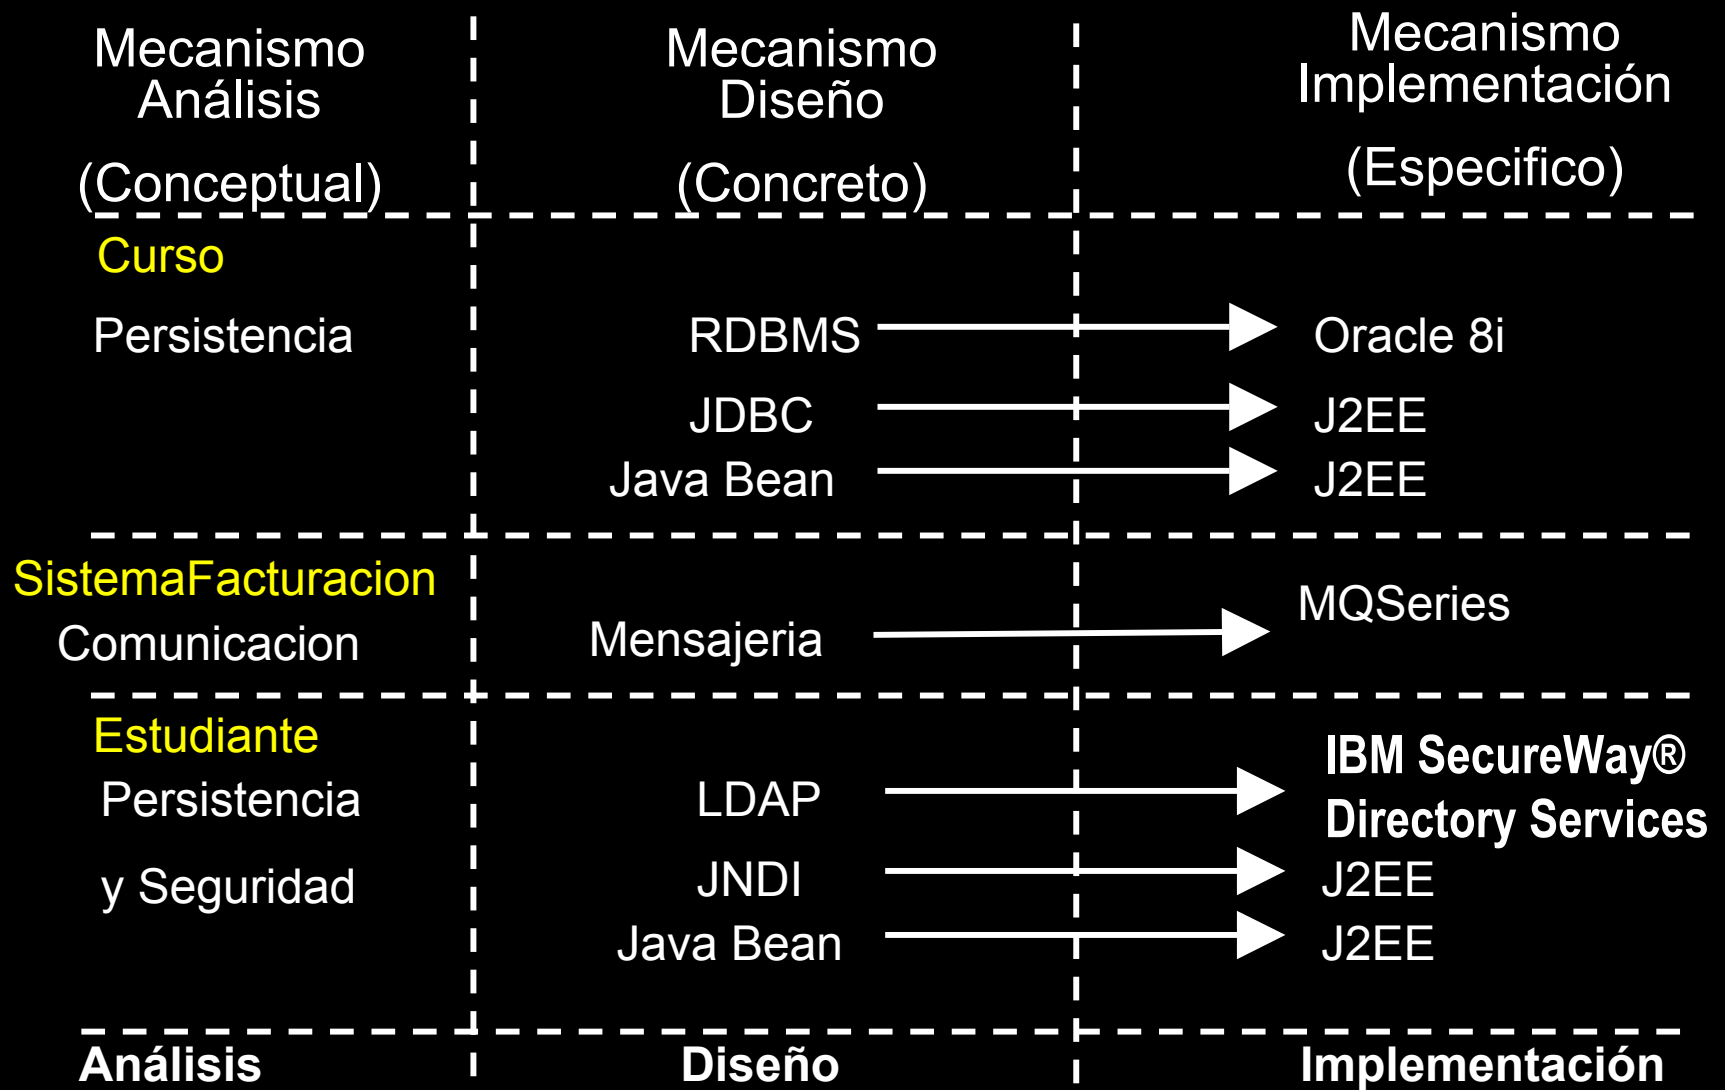 Mecanismo
Análisis
(Conceptual)
Mecanismo
Diseño
(Concreto)
Mecanismo
Implementación
(Especifico)
Curso
Persistencia
RDBMS
Oracle 8i
JDBC
J2EE
Java Bean
J2EE
SistemaFacturacion
Comunicacion
Mensajeria
MQSeries
Estudiante
Persistencia
y Seguridad
LDAP
IBM SecureWay®
Directory Services
JNDI
J2EE
Java Bean
J2EE
Análisis
Diseño
Implementación